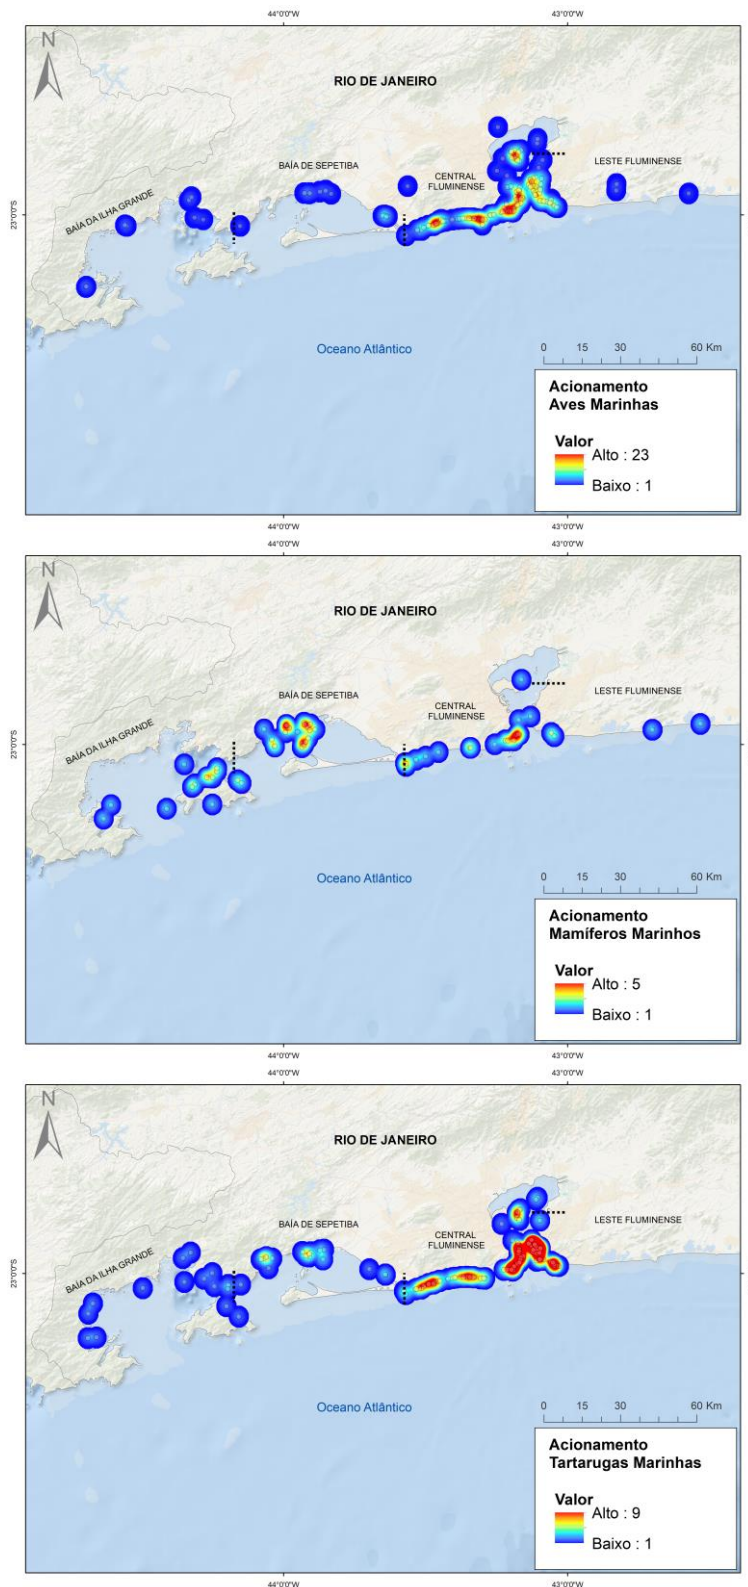 44°0'0"W
43°0'0"W
N
RIO DE JANEIRO
BAÍA DE SEPETIBA
CENTRAL
FLUMINENSE
LESTE FLUMINENSE
BAÍA DA ILHA GRANDE
23°0'0"S
Oceano Atlântico
0 15 30 60 Km
Acionamento
Aves Marinhas
Valor
Alto : 23
Baixo : 1
44°0'0"W
43°0'0"W
44°0'0"W
43°0'0"W
N
RIO DE JANEIRO
BAÍA DE SEPETIBA
CENTRAL
FLUMINENSE
LESTE FLUMINENSE
BAÍA DA ILHA GRANDE
23°0'0"S
Oceano Atlântico
0 15 30 60 Km
Acionamento
Mamíferos Marinhos
Valor
Alto : 5
Baixo : 1
44°0'0"W
43°0'0"W
44°0'0"W
43°0'0"W
N
RIO DE JANEIRO
BAÍA DE SEPETIBA
CENTRAL
FLUMINENSE
LESTE FLUMINENSE
BAÍA DA ILHA GRANDE
23°0'0"S
Oceano Atlântico
0 15 30 60 Km
Acionamento
Tartarugas Marinhas
Valor
Alto : 9
Baixo : 1
44°0'0"W
43°0'0"W